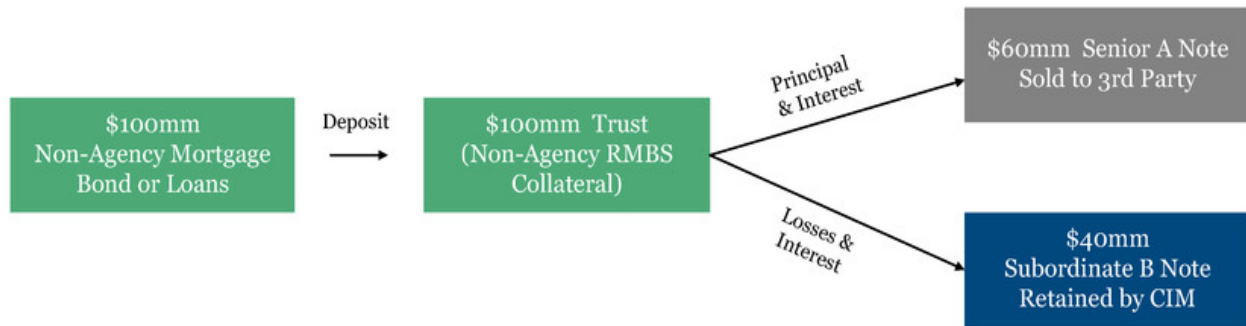 $100mm
Non-Agency Mortgage
Bond or Loans
Deposit
$100mm Trust
(Non-Agency RMBS
Collateral)
Principal
& Interest
$60mm Senior A Note
Sold to 3rd Party
Losses &
Interest
$40mm
Subordinate B Note
Retained by CIM